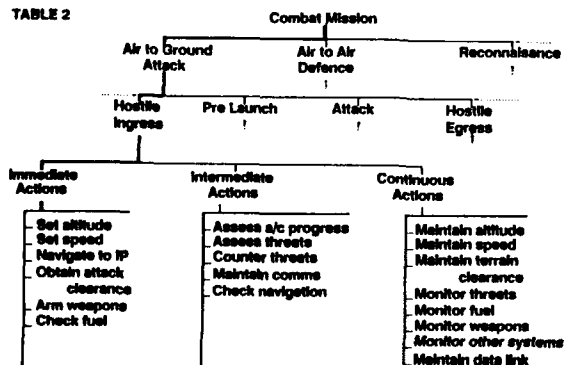 TABLE 2
Combat Mission
Air to Ground
Attack
Air to Air
Defence
Reconnaisance
Hostile
Ingress
Pre Launch
Attack
Hostile
Egress
Immediate
Actions
Intermediate
Actions
Continuous
Actions
Set altitude
Set speed
Navigate to IP
Obtain attack
clearance
Arm weapons
Check fuel
Assess a/c progress
Assess threats
Counter threats
Maintain comms
Check navigation
Maintain altitude
Maintain speed
Maintain terrain
clearance
Monitor threats
Monitor fuel
Monitor weapons
Monitor other systems
Maintain data link